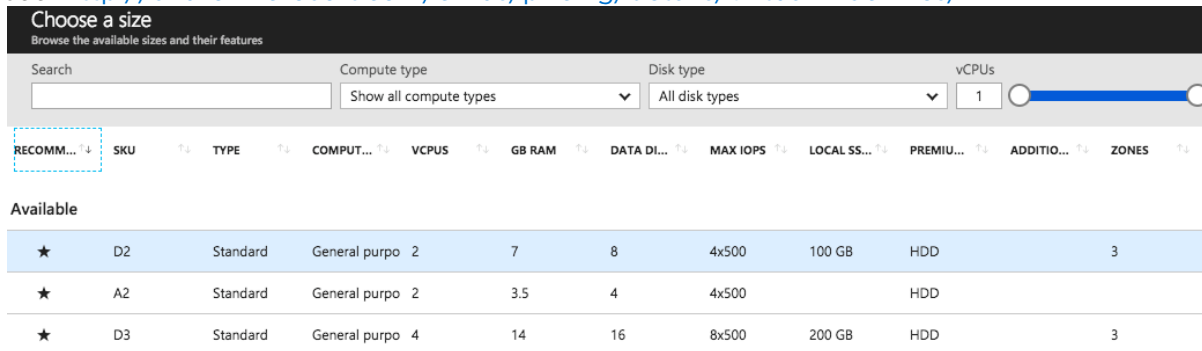 Choose a size
Browse the available sizes and their features
Search Compute type Disk type vCPUs
Show all compute types All disk types 1
RECOMM... SKU TYPE COMPUT... VCPUS GB RAM DATA DI... MAX IOPS LOCAL SS... PREMIU... ADDITIO... ZONES
Available
★ D2 Standard General purpo 2 7 8 4x500 100 GB HDD 3
★ A2 Standard General purpo 2 3.5 4 4x500 HDD
★ D3 Standard General purpo 4 14 16 8x500 200 GB HDD 3